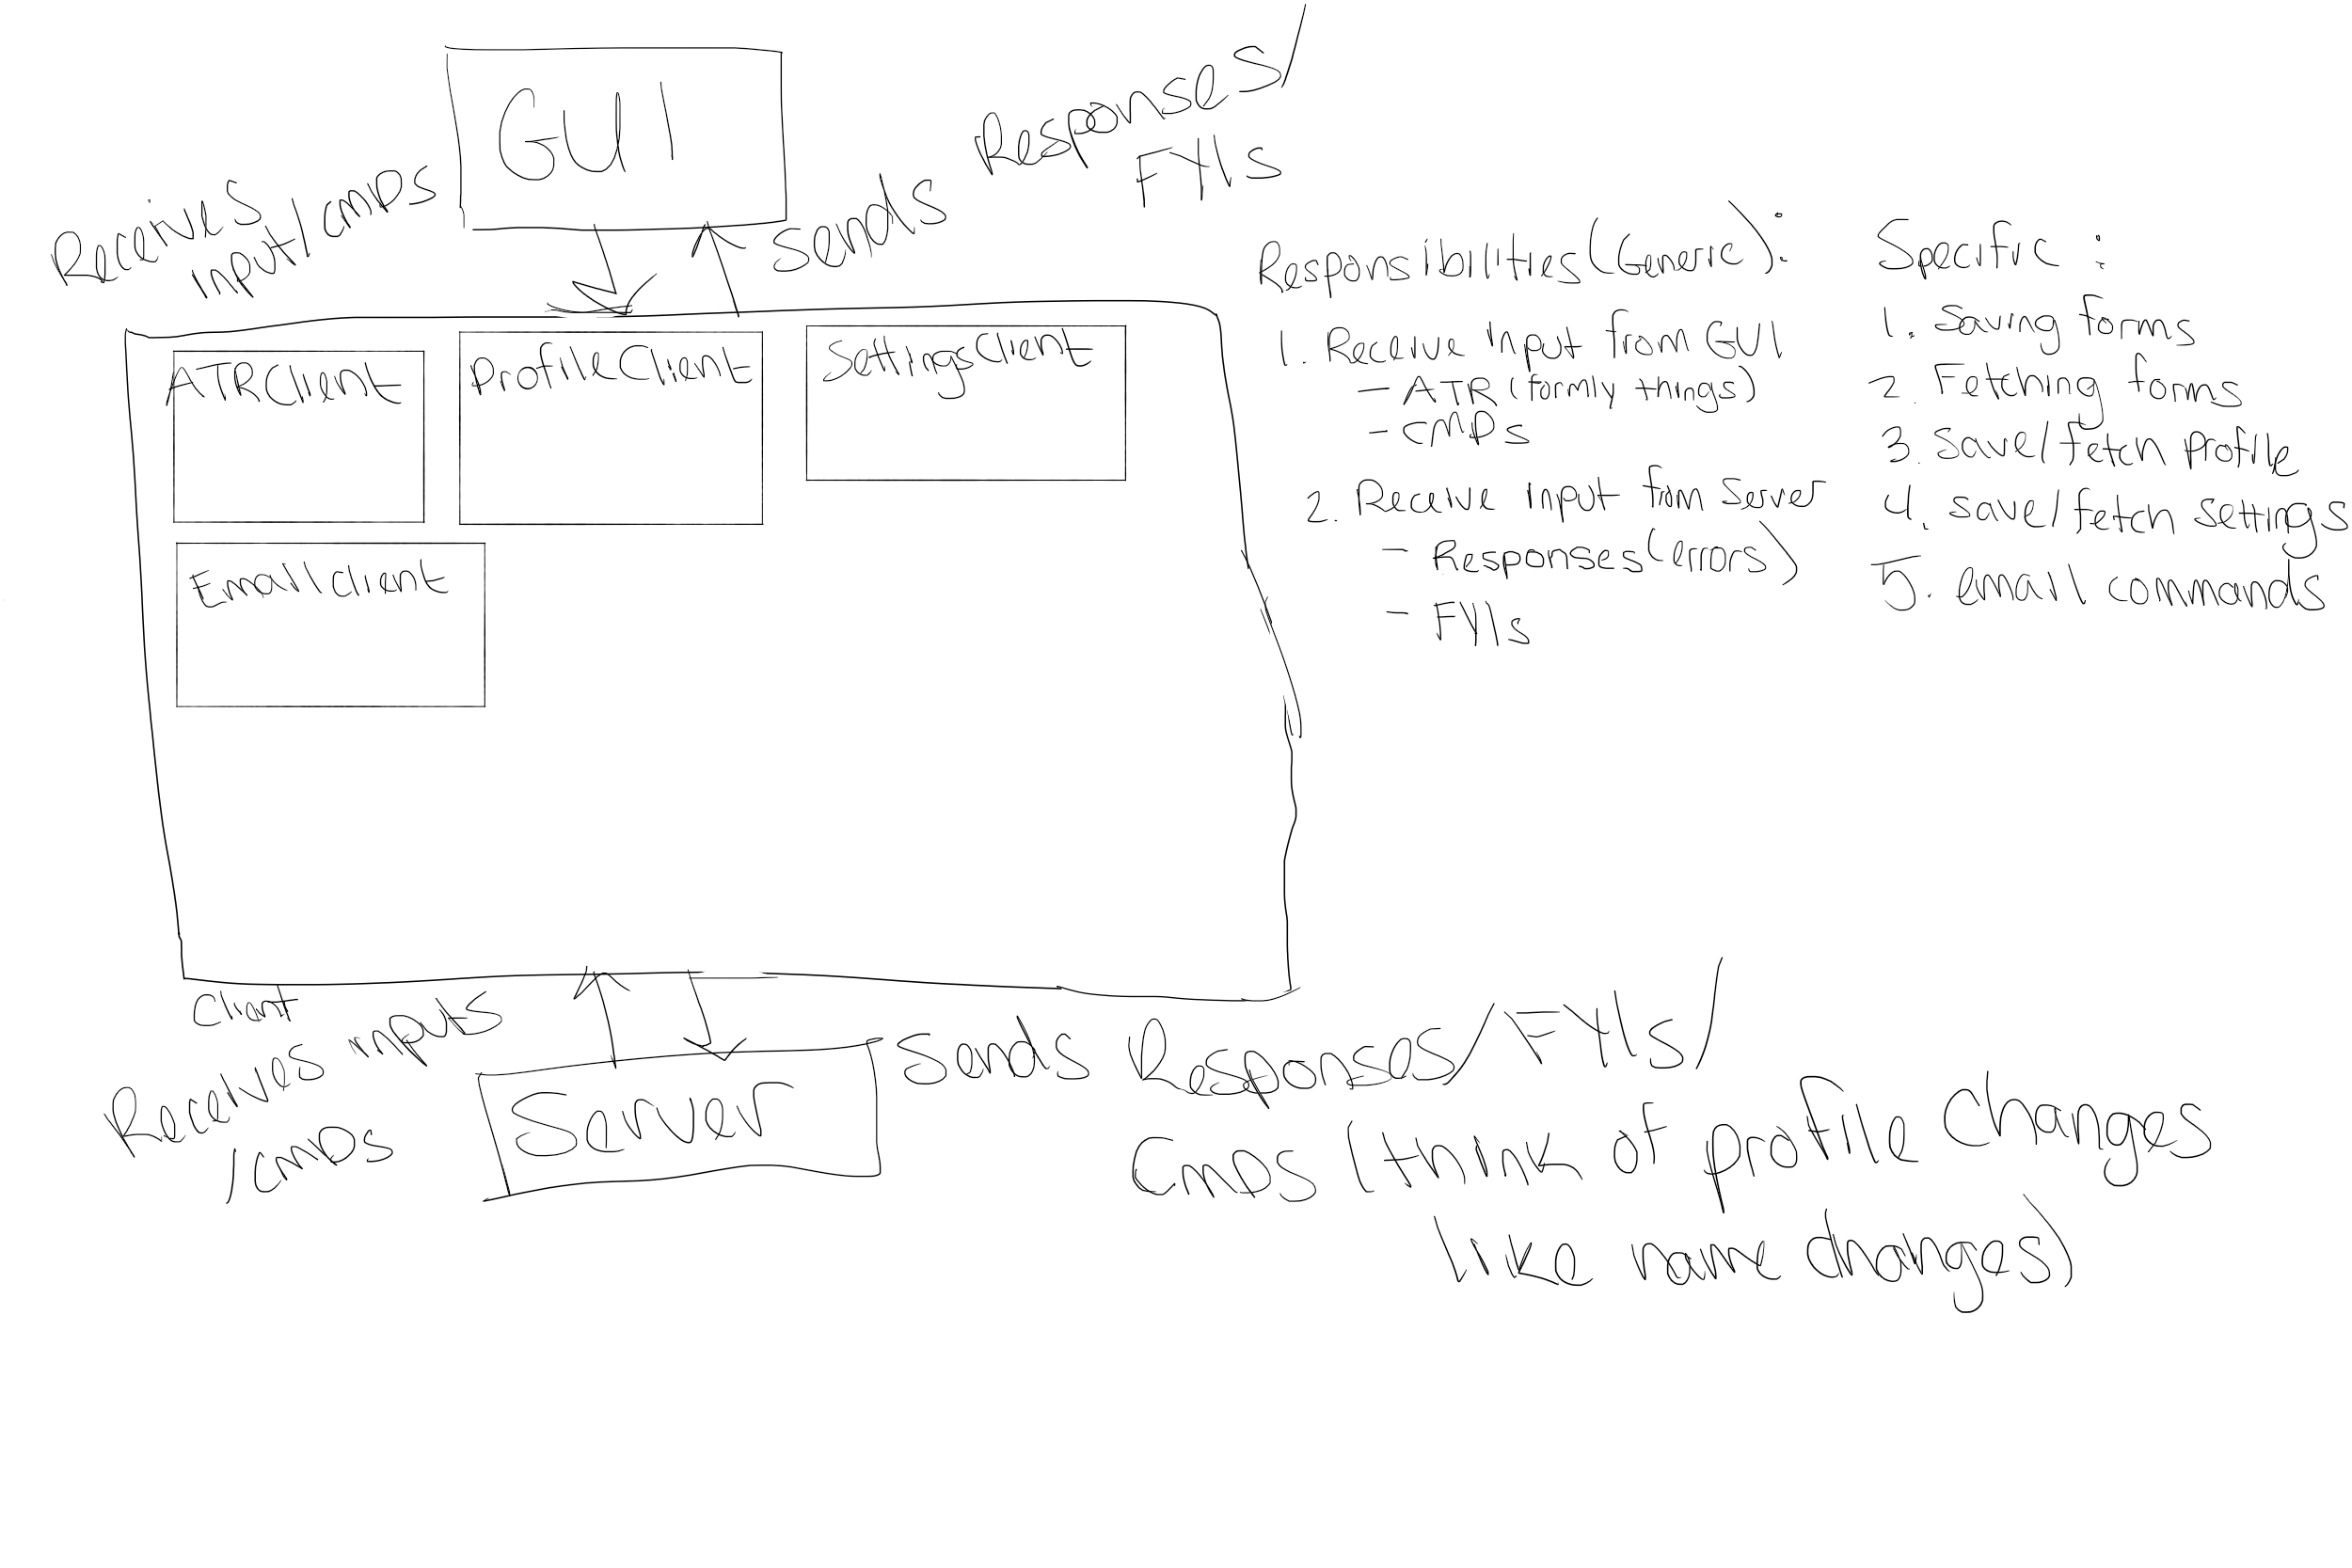 GUI
Receives
input/cmds
Sends Responses/
FYIs
ATRClient
ProfileClient
SettingsClient
EmailClient
Client
Responsibilities(Generic):
1. Receive input from GUI
- ATR (formly things)
- CMDs
2. Receive input from Server
- Responses(errors)
- FYIs
Specific:
1. Saving forms
2. Fetching forms
3. Save/fetch profile
4. save/fetch settings
5. email commands
Receives inputs
/cmds
Server
Sends Responses/FYIs/
Cmds (think of profile changes
like name changes)